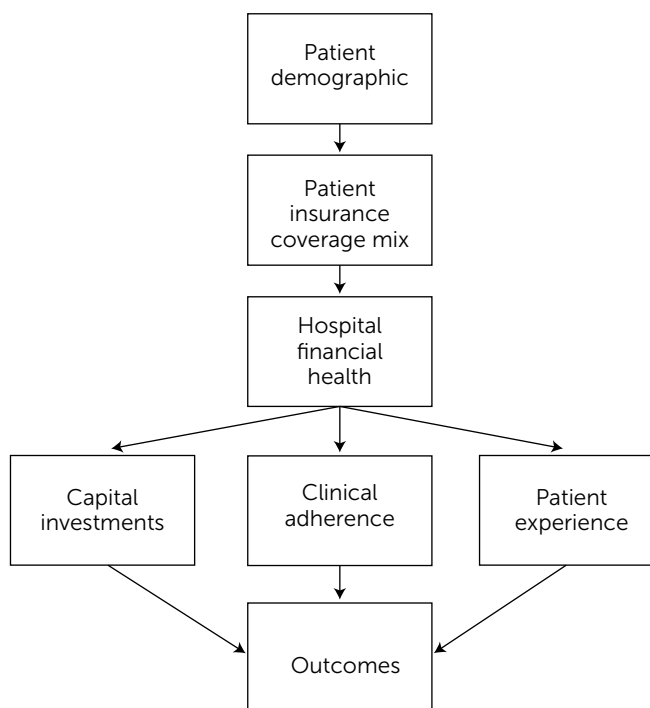 Patient
demographic
Patient
insurance
coverage mix
Hospital
financial
health
Capital
investments
Clinical
adherence
Patient
experience
Outcomes